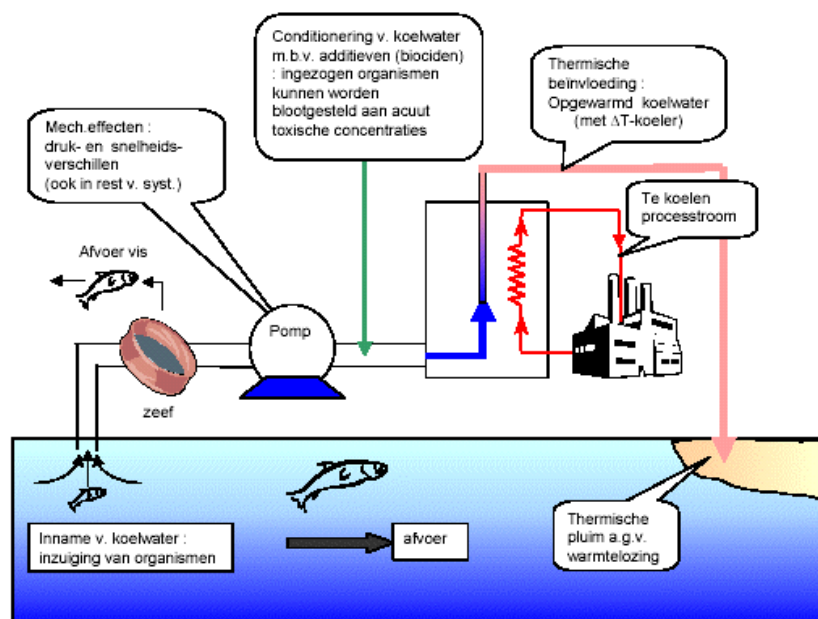 Conditionering v. koelwater
m.b.v. additieven (biociden)
: ingezogen organismen
kunnen worden
blootgesteld aan acuut
toxische concentraties
Thermische
beïnvloeding :
Opgewarmd koelwater
(met ΔT-koeler)
Mech.effecten :
druk- en snelheids-
verschillen
(ook in rest v. syst.)
Te koelen
processtroom
Afvoer vis
Pomp
zeef
Inname v. koelwater :
inzuiging van organismen
afvoer
Thermische
pluim a.g.v.
warmtelozing